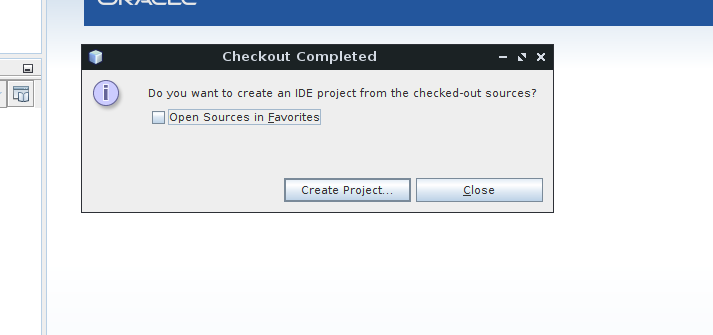 ORACLE
Checkout Completed
Do you want to create an IDE project from the checked-out sources?
Open Sources in Favorites
Create Project...
Close